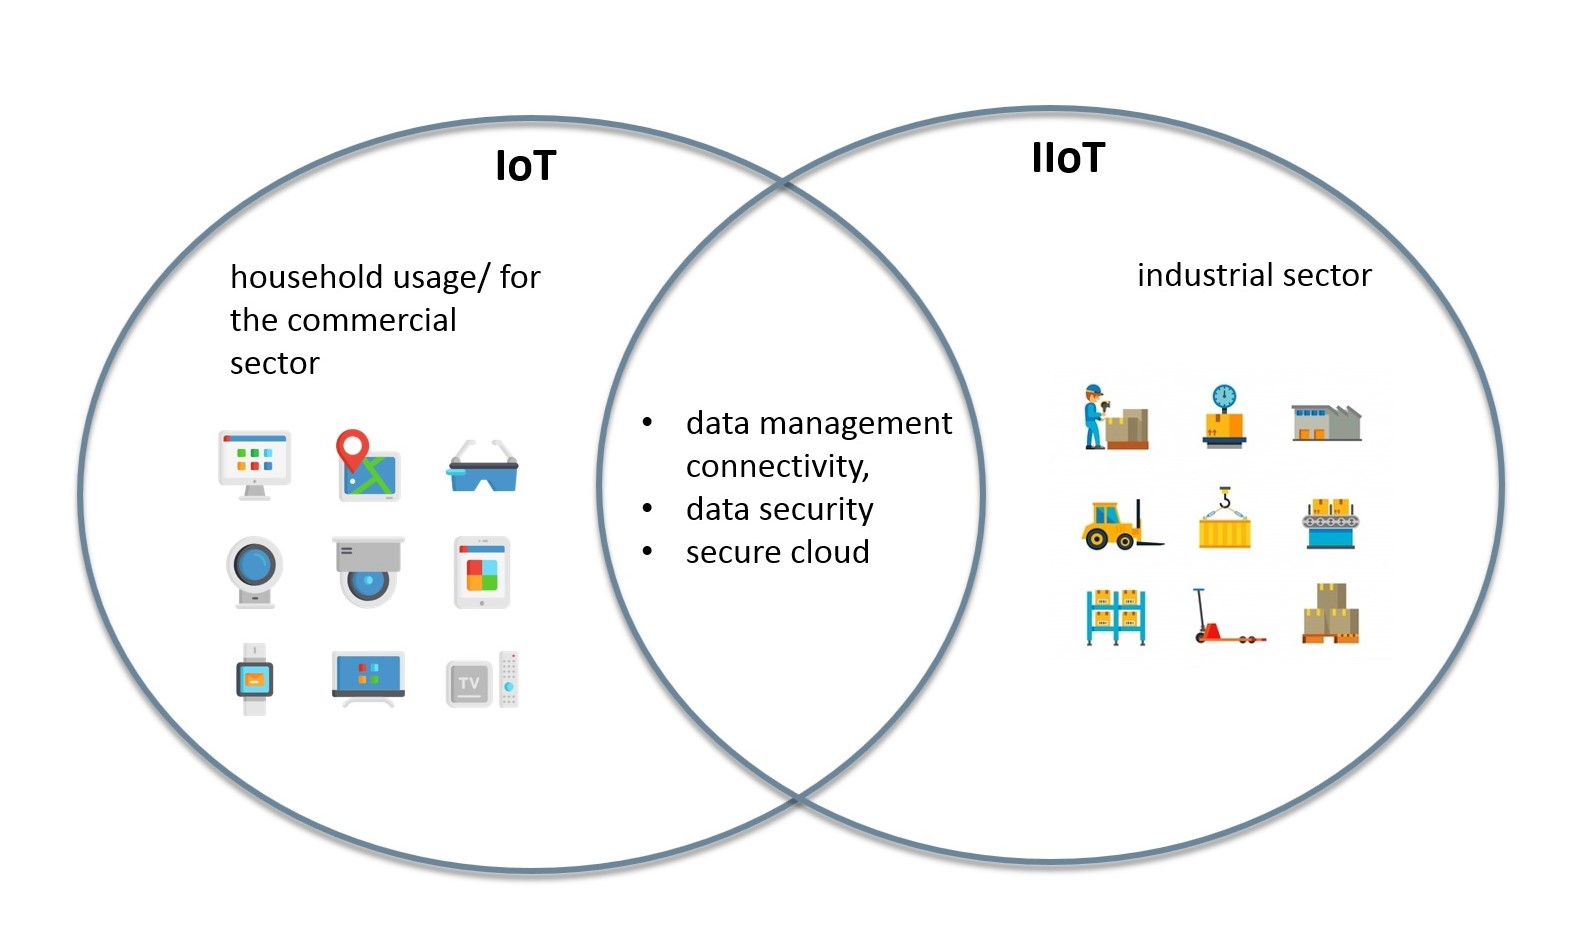 IoT
IIoT
household usage/ for
the commercial
sector
industrial sector
• data management
connectivity,
• data security
• secure cloud
TV